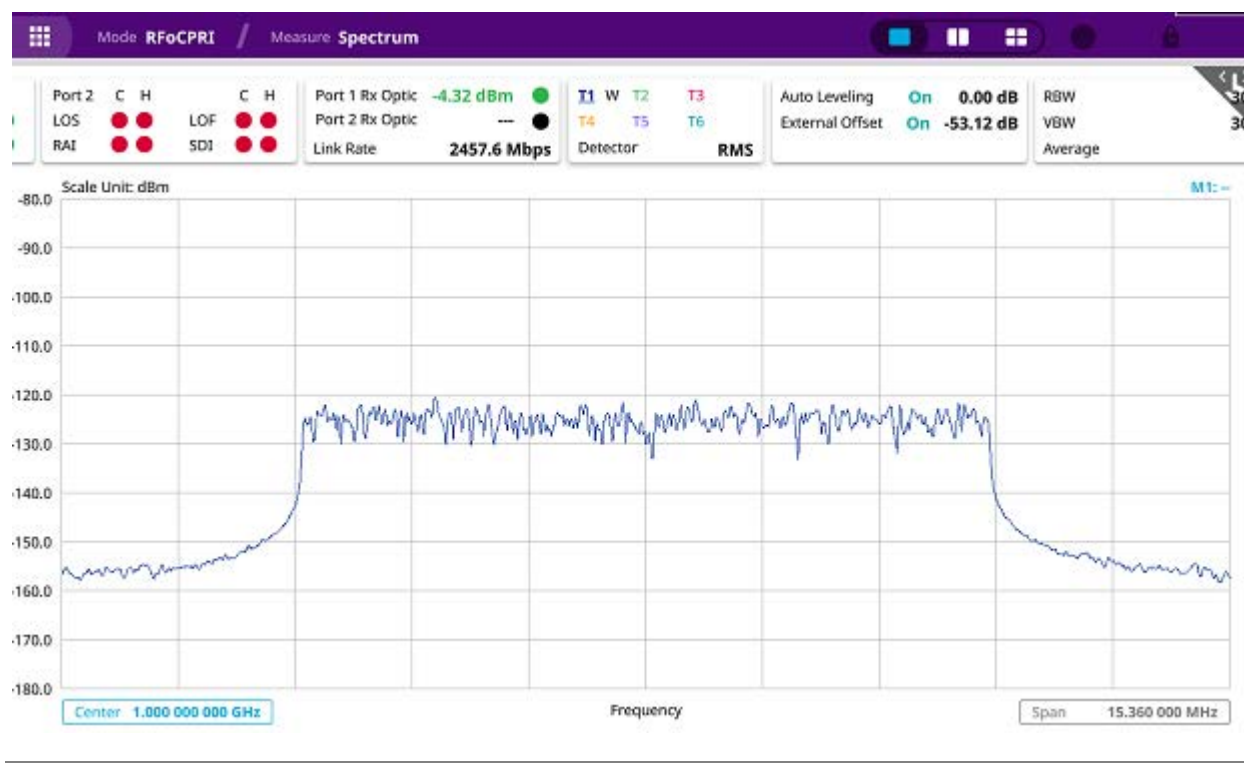 Mode RFoCPRI / Measure Spectrum
Port 2 C H C H
LOS LOF
RAI SDI
Port 1 Rx Optic -4.32 dBm
Port 2 Rx Optic ---
Link Rate 2457.6 Mbps
T1 W T2 T3
T4 T5 T6
Detector RMS
Auto Leveling On 0.00 dB
External Offset On -53.12 dB
RBW 30
VBW 30
Average
Scale Unit: dBm
M1: --
-80.0
-90.0
-100.0
-110.0
-120.0
-130.0
-140.0
-150.0
-160.0
-170.0
-180.0
Center 1.000 000 000 GHz
Frequency
Span 15.360 000 MHz